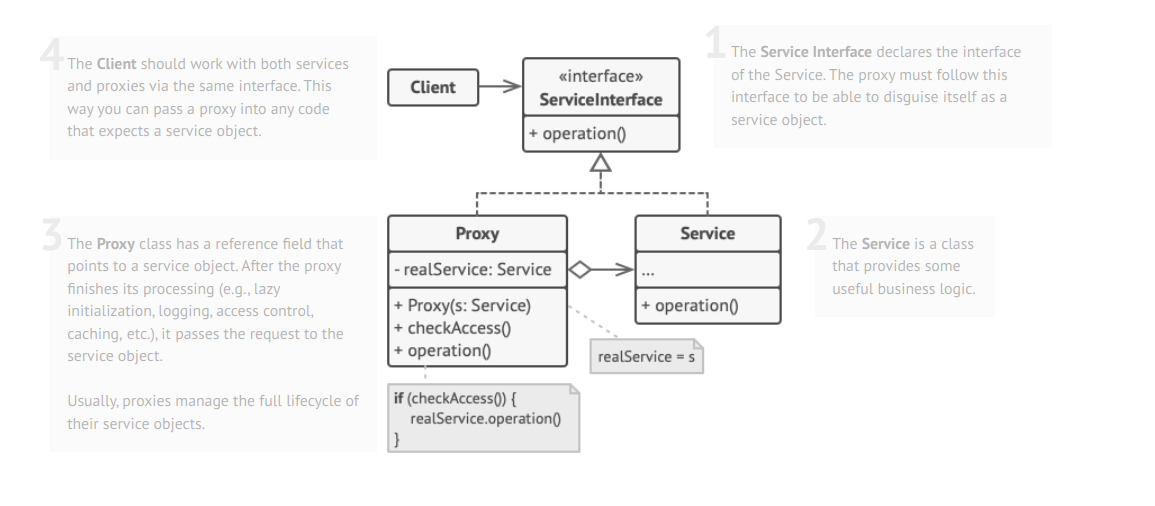 4
The Client should work with both services
and proxies via the same interface. This
way you can pass a proxy into any code
that expects a service object.
Client
«interface»
ServiceInterface
+ operation()
1
The Service Interface declares the interface
of the Service. The proxy must follow this
interface to be able to disguise itself as a
service object.
3
The Proxy class has a reference field that
points to a service object. After the proxy
finishes its processing (e.g., lazy
initialization, logging, access control,
caching, etc.), it passes the request to the
service object.
Usually, proxies manage the full lifecycle of
their service objects.
Proxy
- realService: Service
+ Proxy(s: Service)
+ checkAccess()
+ operation()
Service
...
+ operation()
2
The Service is a class
that provides some
useful business logic.
realService = s
if (checkAccess()) {
realService.operation()
}